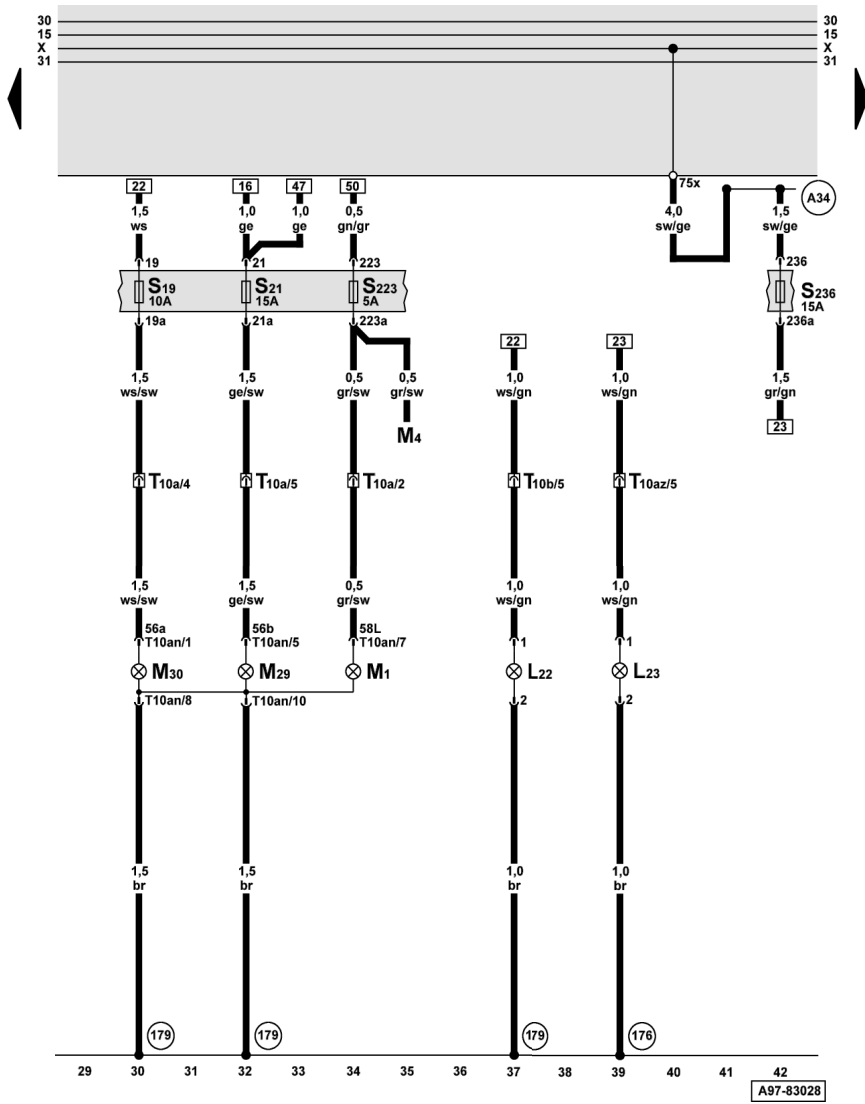 30 30
15 15
X X
31 31
22 16 47 50 75x A34
1,5 1,0 1,0 0,5 4,0 1,5
ws ge ge gn/gr sw/ge sw/ge
19 21 223 236
S19 S21 S223 S236
10A 15A 5A 15A
19a 21a 223a 236a
22 23
1,5 1,5 0,5 0,5 1,0 1,0 1,5
ws/sw ge/sw gr/sw gr/sw ws/gn ws/gn gr/gn
M4 23
T10a/4 T10a/5 T10a/2 T10b/5 T10az/5
1,5 1,5 0,5 1,0 1,0
ws/sw ge/sw gr/sw ws/gn ws/gn
56a 56b 58L
T10an/1 T10an/5 T10an/7 1 1
M30 M29 M1 L22 L23
T10an/8 T10an/10 2 2
1,5 1,5 1,0 1,0
br br br br
179 179 179 176
29 30 31 32 33 34 35 36 37 38 39 40 41 42
A97-83028